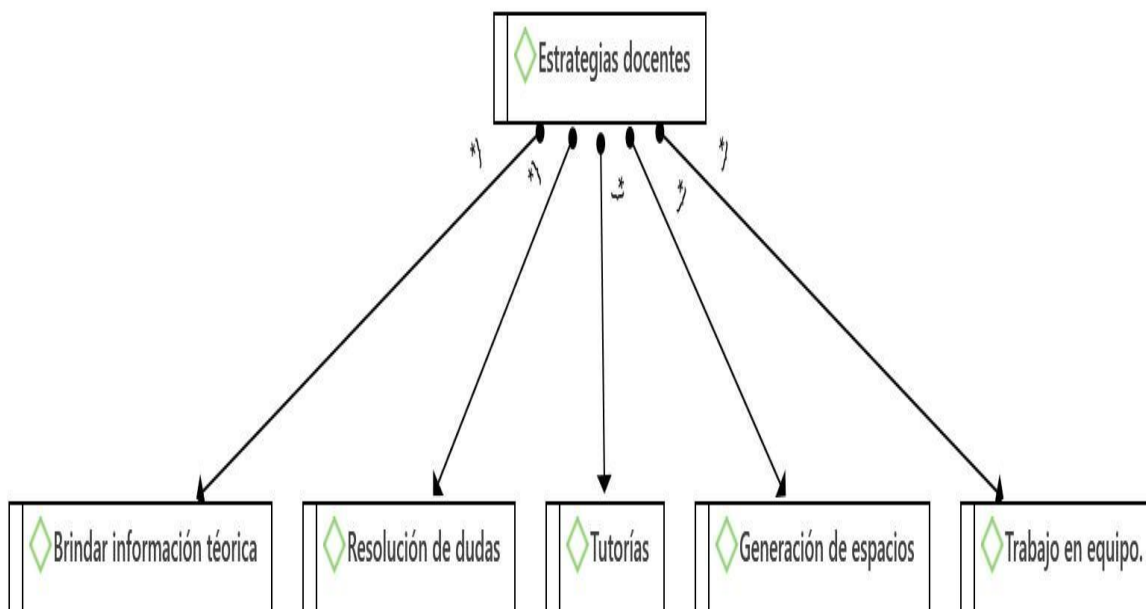 Estrategias docentes
*}
*}
*}
*}
*}
Brindar información téorica
Resolución de dudas
Tutorías
Generación de espacios
Trabajo en equipo.